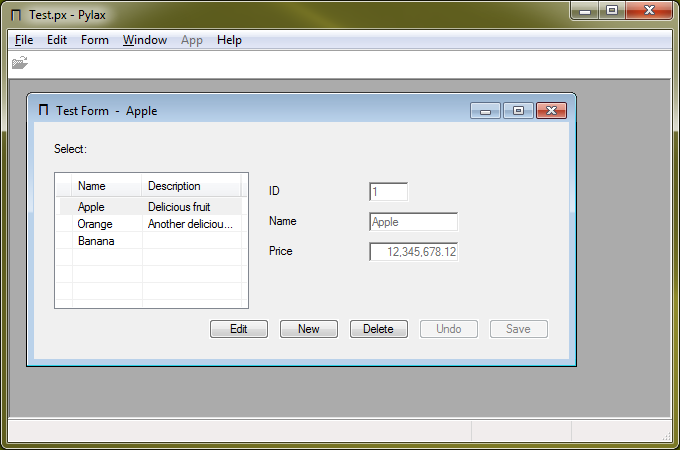 Test.px - Pylax
File Edit Form Window App Help
Test Form - Apple
Select:
Name Description
Apple Delicious fruit
Orange Another deliciou...
Banana
ID 1
Name Apple
Price 12,345,678.12
Edit New Delete Undo Save